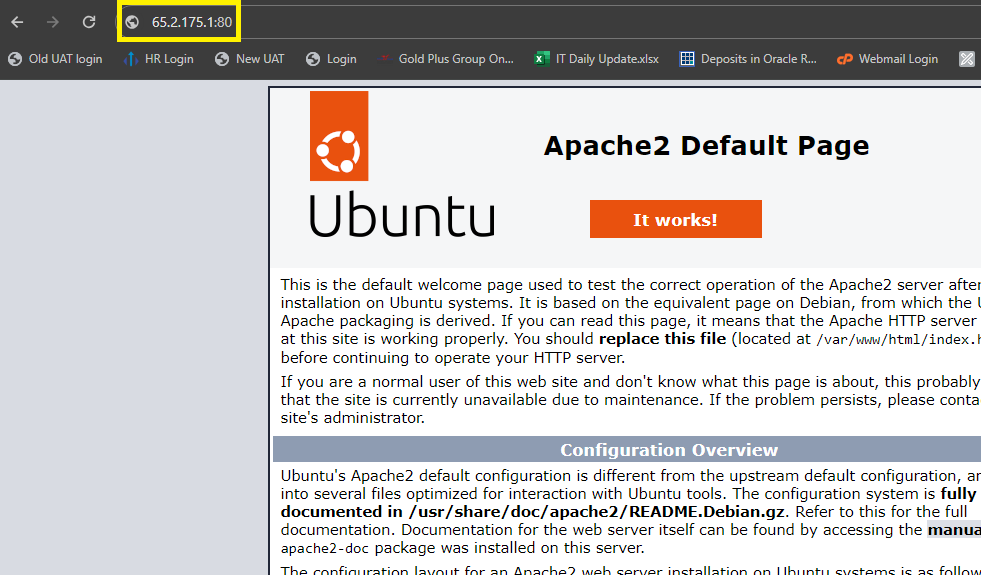 65.2.175.1:80
Old UAT login HR Login New UAT Login Gold Plus Group On... IT Daily Update.xlsx Deposits in Oracle R... cP Webmail Login
Ubuntu
Apache2 Default Page
It works!
This is the default welcome page used to test the correct operation of the Apache2 server after
installation on Ubuntu systems. It is based on the equivalent page on Debian, from which the U
Apache packaging is derived. If you can read this page, it means that the Apache HTTP server
at this site is working properly. You should replace this file (located at /var/www/html/index.h
before continuing to operate your HTTP server.
If you are a normal user of this web site and don't know what this page is about, this probably
that the site is currently unavailable due to maintenance. If the problem persists, please conta
site's administrator.
Configuration Overview
Ubuntu's Apache2 default configuration is different from the upstream default configuration, an
into several files optimized for interaction with Ubuntu tools. The configuration system is fully
documented in /usr/share/doc/apache2/README.Debian.gz. Refer to this for the full
documentation. Documentation for the web server itself can be found by accessing the manua
apache2-doc package was installed on this server.
The configuration layout for an Apache2 web server installation on Ubuntu systems is as follow